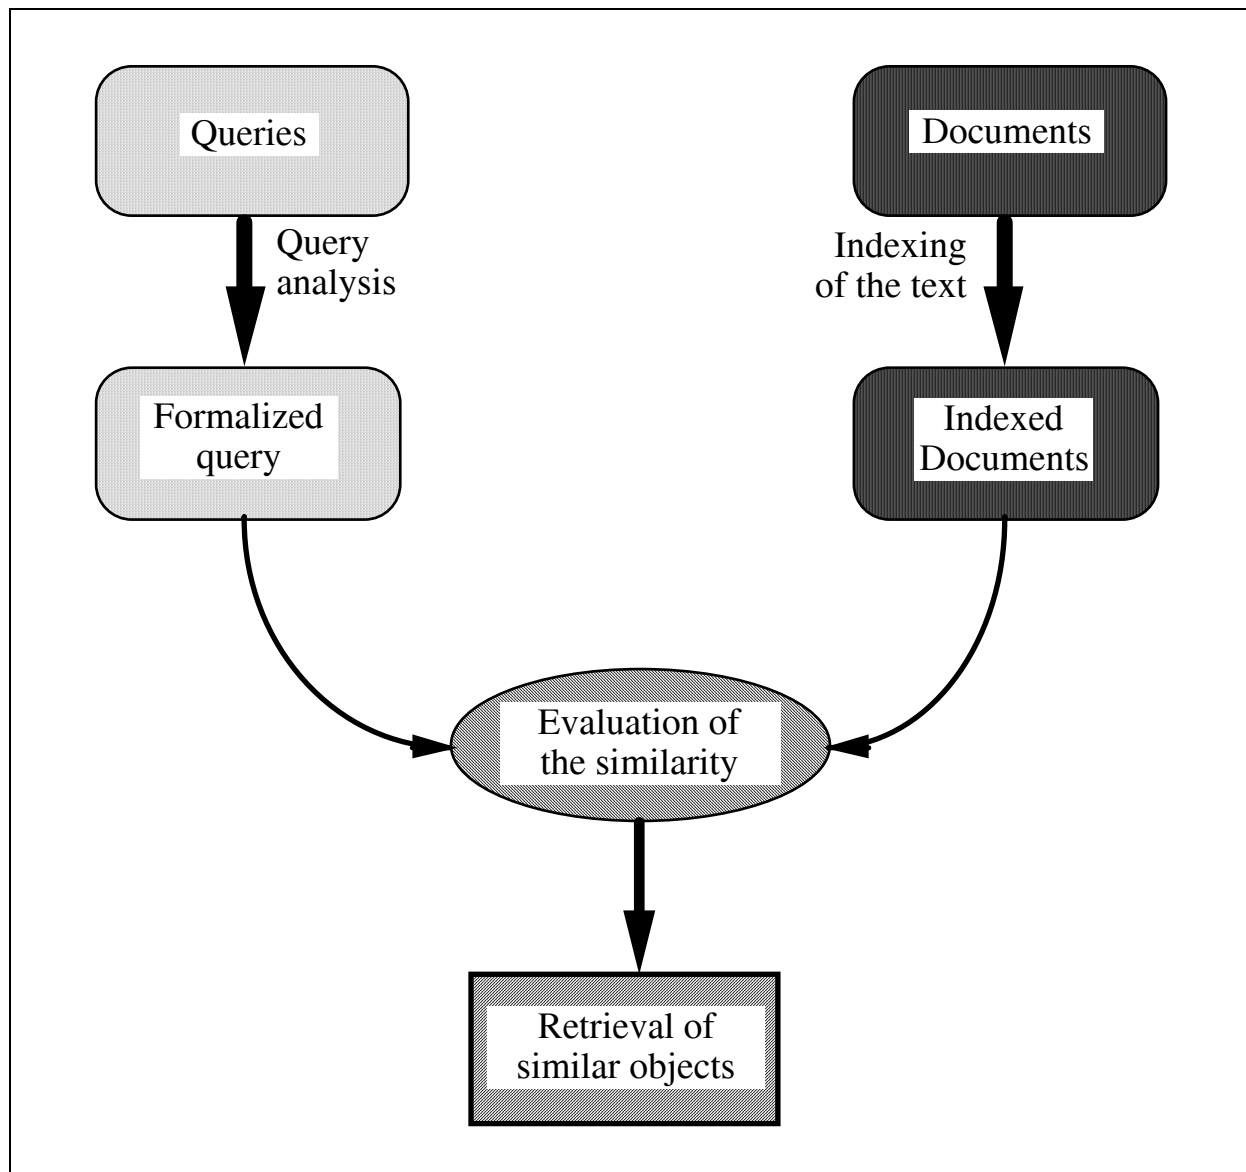 Queries
Documents
Query
analysis
Indexing
of the text
Formalized
query
Indexed
Documents
Evaluation of
the similarity
Retrieval of
similar objects